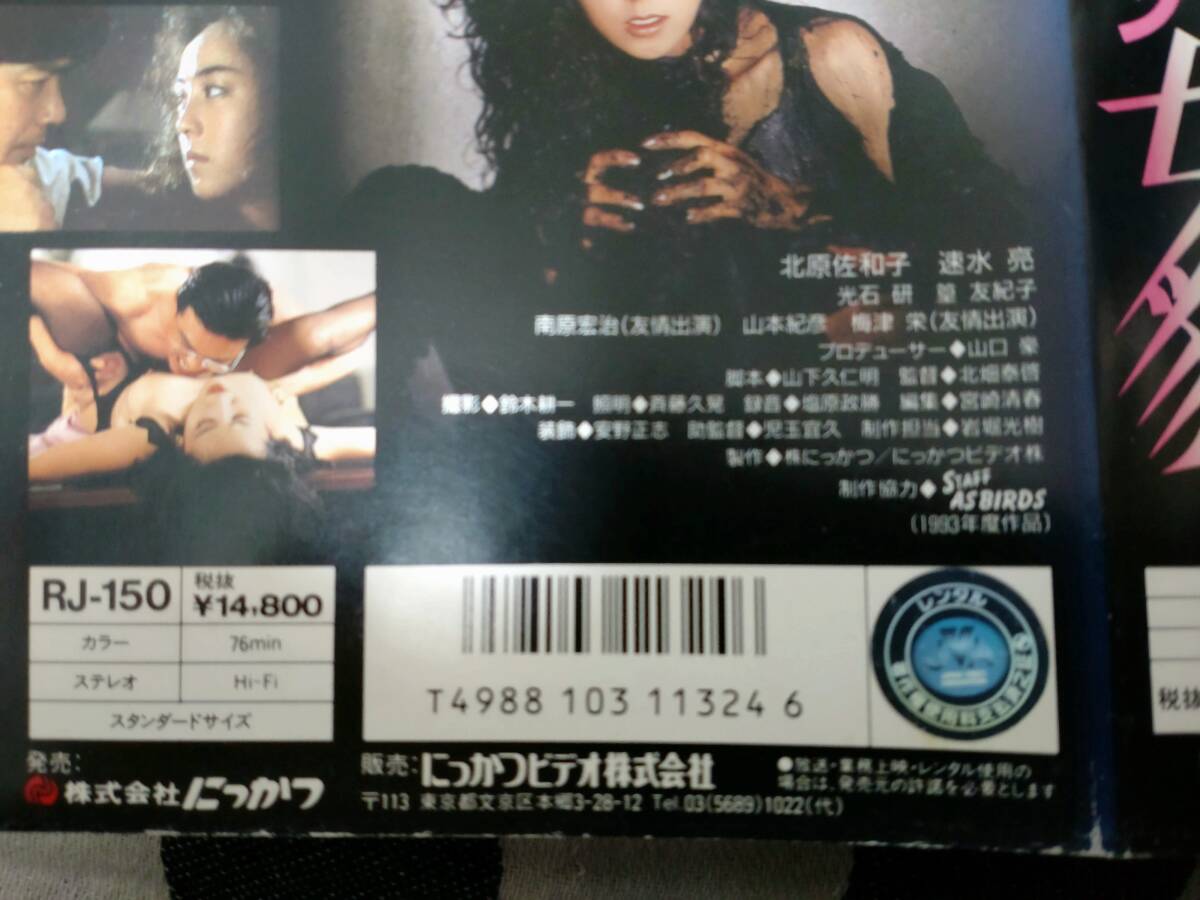 北原佐和子 速水 亮
光石 研 篁 友紀子
南原宏治(友情出演) 山本紀彦 梅津 栄(友情出演)
プロデューサー◆山口 豪
脚本◆山下久仁明 監督◆北畑泰啓
撮影◆鈴木耕一 照明◆斉藤久晃 録音◆塩原政勝 編集◆宮崎清春
装飾◆安野正志 助監督◆児玉宜久 制作担当◆岩堀光樹
製作◆株にっかつ/にっかつビデオ株
制作協力◆STAFF ASBIRDS
(1993年度作品)
RJ-150 税抜 ¥14,800
カラー 76min
ステレオ Hi-Fi
スタンダードサイズ
T4988 103 11324 6
レンタル
発売:
株式会社にっかつ
販売:にっかつビデオ株式会社
〒113 東京都文京区本郷3-28-12 Tel.03(5689)1022(代)
●放送・業務上映・レンタル使用の
場合は、発売元の許諾を必要とします
税抜